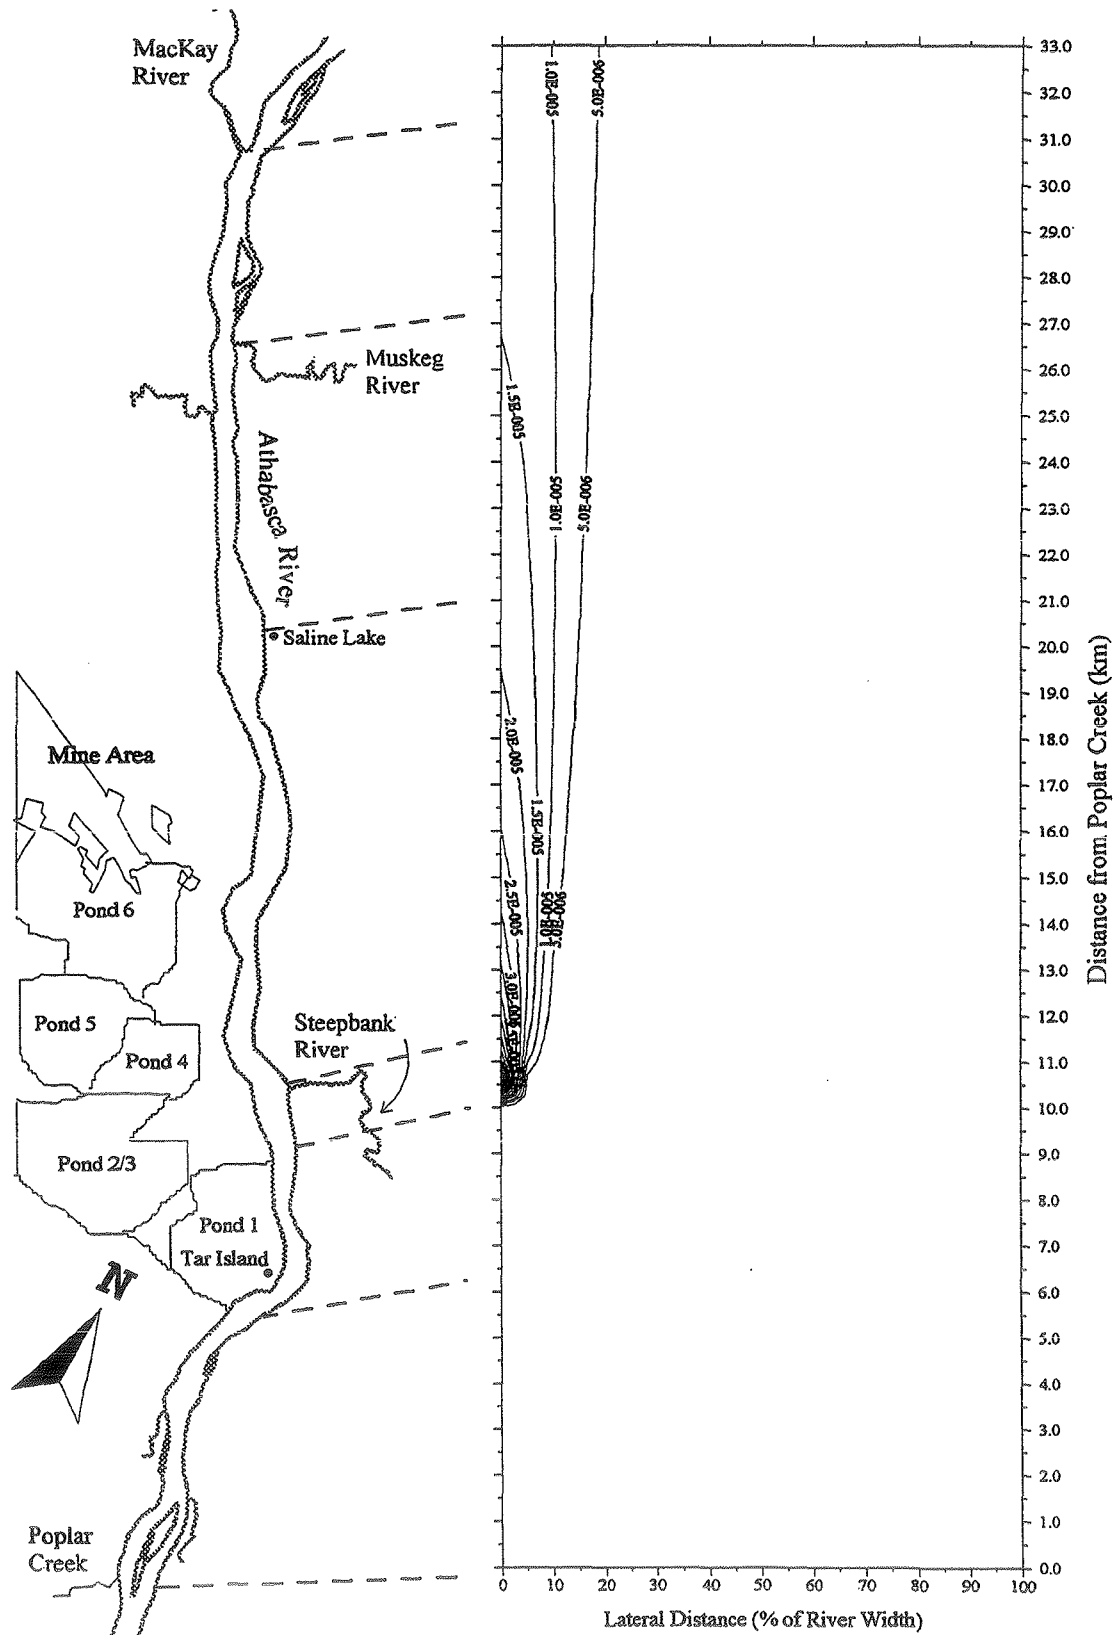 MacKay
River
Muskeg
River
Athabasca River
Saline Lake
Mine Area
Pond 6
Pond 5
Pond 4
Steepbank
River
Pond 2/3
Pond 1
Tar Island
N
Poplar
Creek
1.0E-005
5.0E-006
1.5E-005
1.0E-005
5.0E-006
2.0E-005
1.5E-005
2.5E-005
1.0E-005
5.0E-006
33.0
32.0
31.0
30.0
29.0
28.0
27.0
26.0
25.0
24.0
23.0
22.0
21.0
20.0
19.0
18.0
17.0
16.0
15.0
14.0
13.0
12.0
11.0
10.0
9.0
8.0
7.0
6.0
5.0
4.0
3.0
2.0
1.0
0.0
Distance from Poplar Creek (km)
0 10 20 30 40 50 60 70 80 90 100
Lateral Distance (% of River Width)